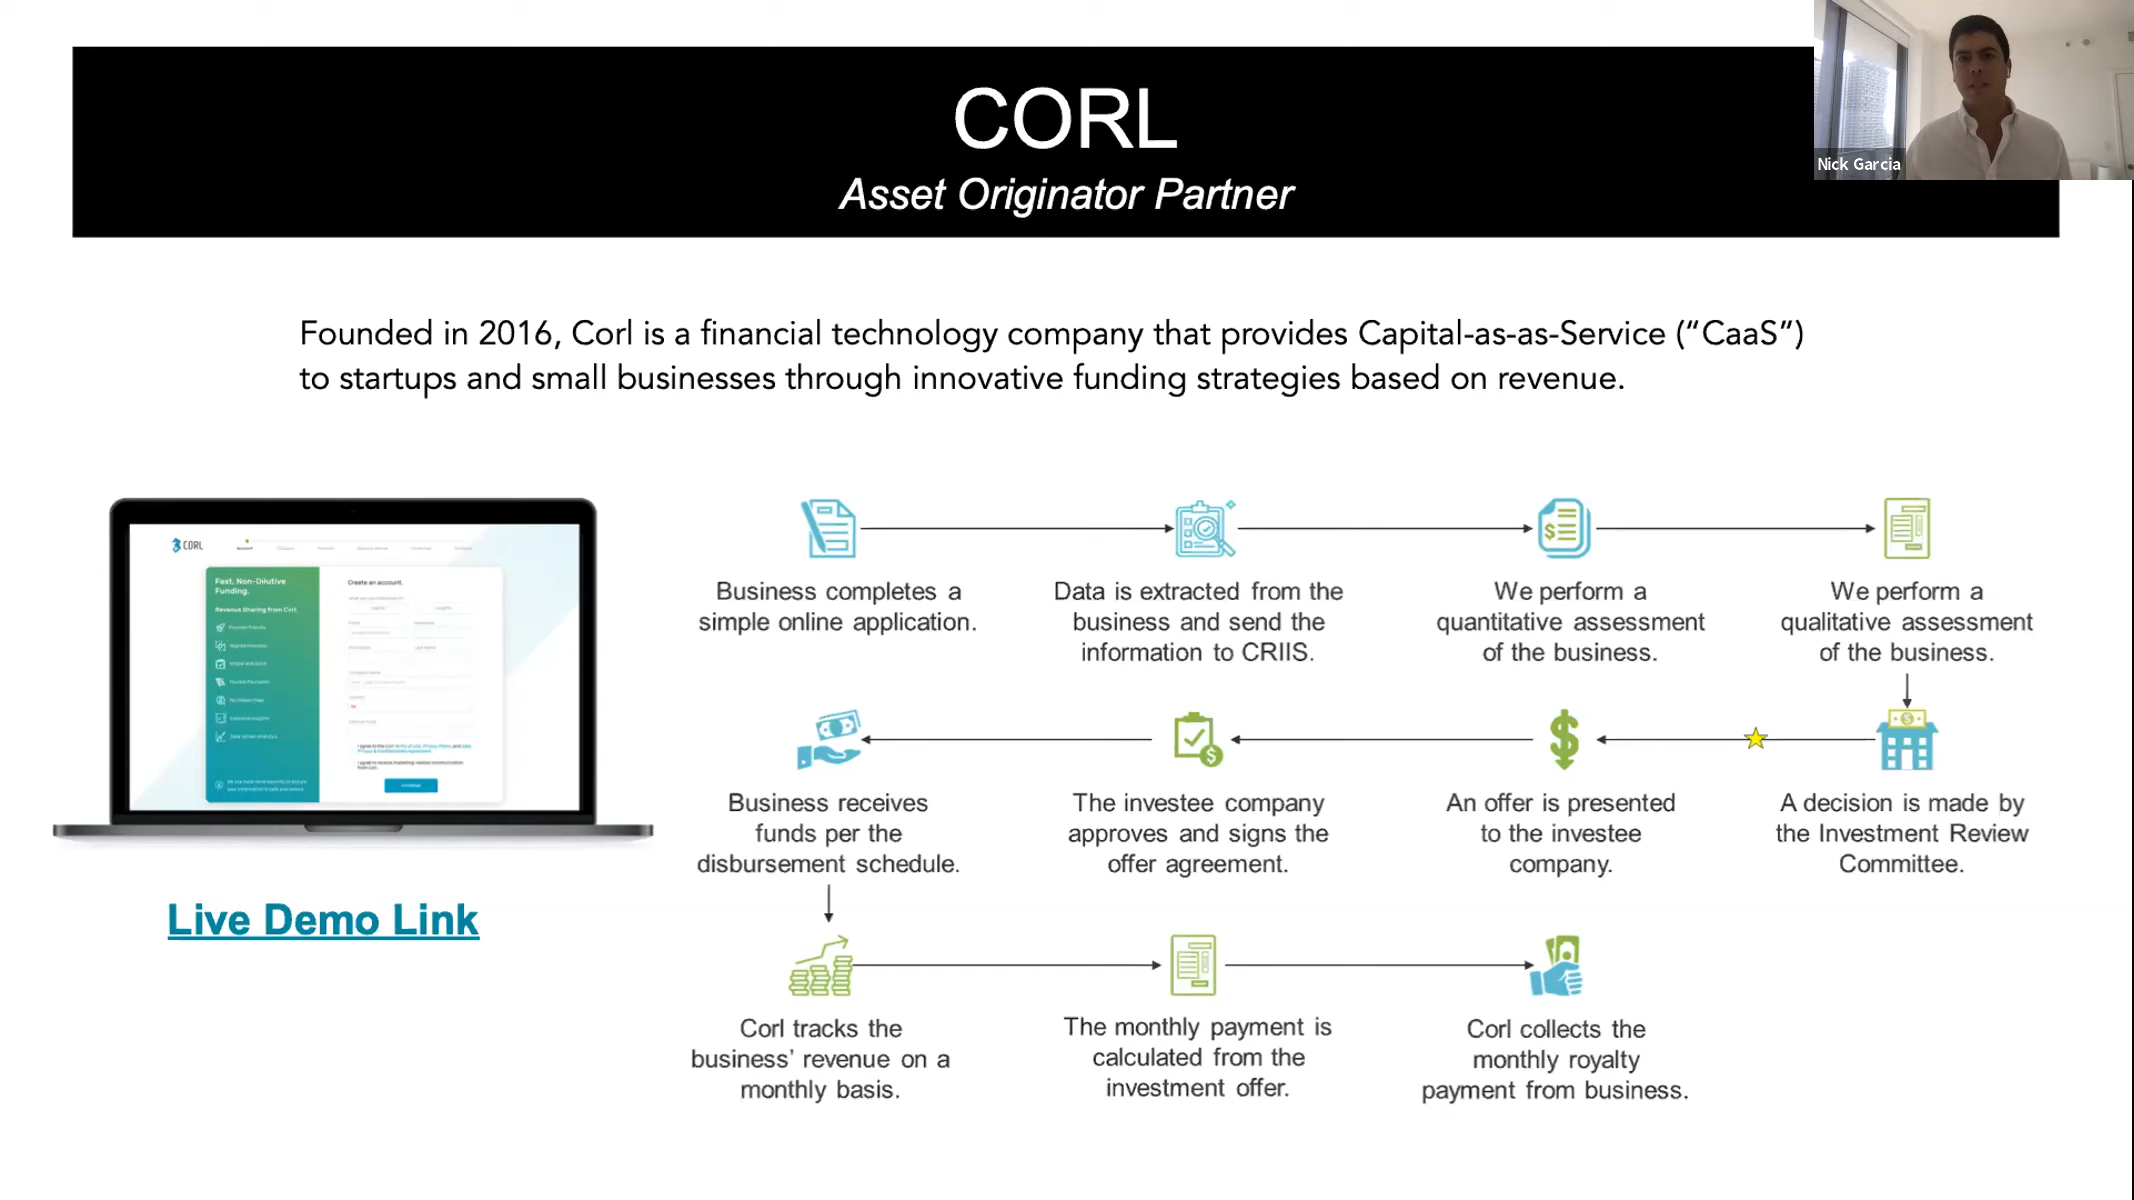 CORL
Asset Originator Partner
Nick Garcia
Founded in 2016, Corl is a financial technology company that provides Capital-as-as-Service (“CaaS”)
to startups and small businesses through innovative funding strategies based on revenue.
CORL
Fast, Non-Dilutive
Funding.
Revenue Sharing from Corl.
Create an account.
Live Demo Link
Business completes a
simple online application.
Data is extracted from the
business and send the
information to CRIIS.
We perform a
quantitative assessment
of the business.
We perform a
qualitative assessment
of the business.
Business receives
funds per the
disbursement schedule.
The investee company
approves and signs the
offer agreement.
An offer is presented
to the investee
company.
A decision is made by
the Investment Review
Committee.
Corl tracks the
business’ revenue on a
monthly basis.
The monthly payment is
calculated from the
investment offer.
Corl collects the
monthly royalty
payment from business.